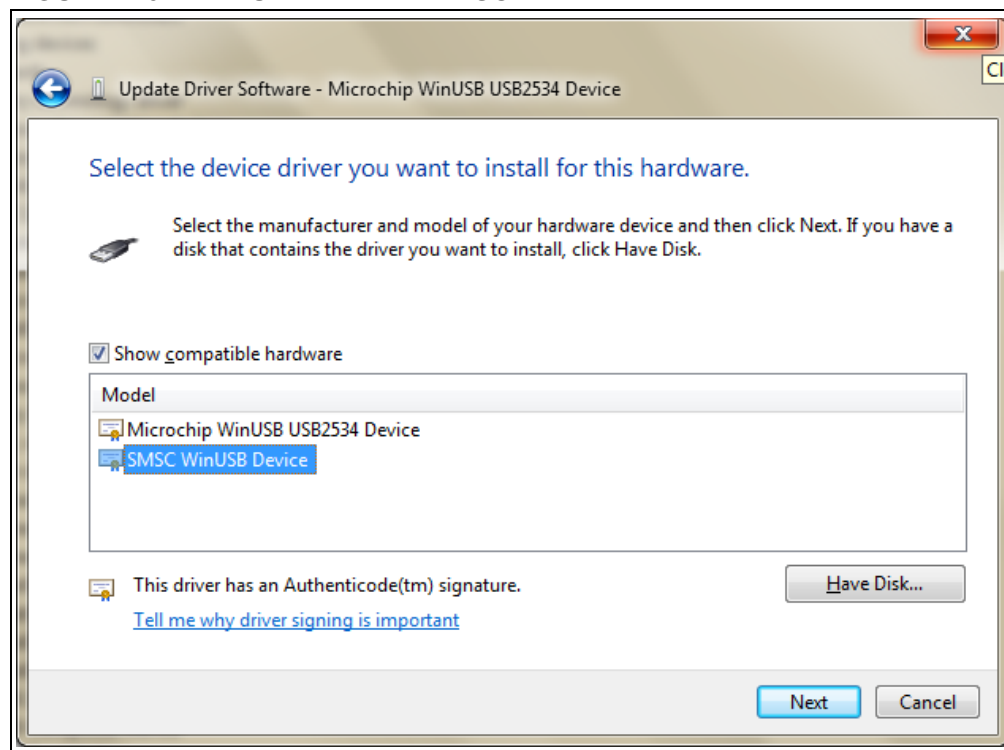 Cl
Update Driver Software - Microchip WinUSB USB2534 Device
Select the device driver you want to install for this hardware.
Select the manufacturer and model of your hardware device and then click Next. If you have a
disk that contains the driver you want to install, click Have Disk.
Show compatible hardware
Model
Microchip WinUSB USB2534 Device
SMSC WinUSB Device
This driver has an Authenticode(tm) signature.
Have Disk...
Tell me why driver signing is important
Next
Cancel